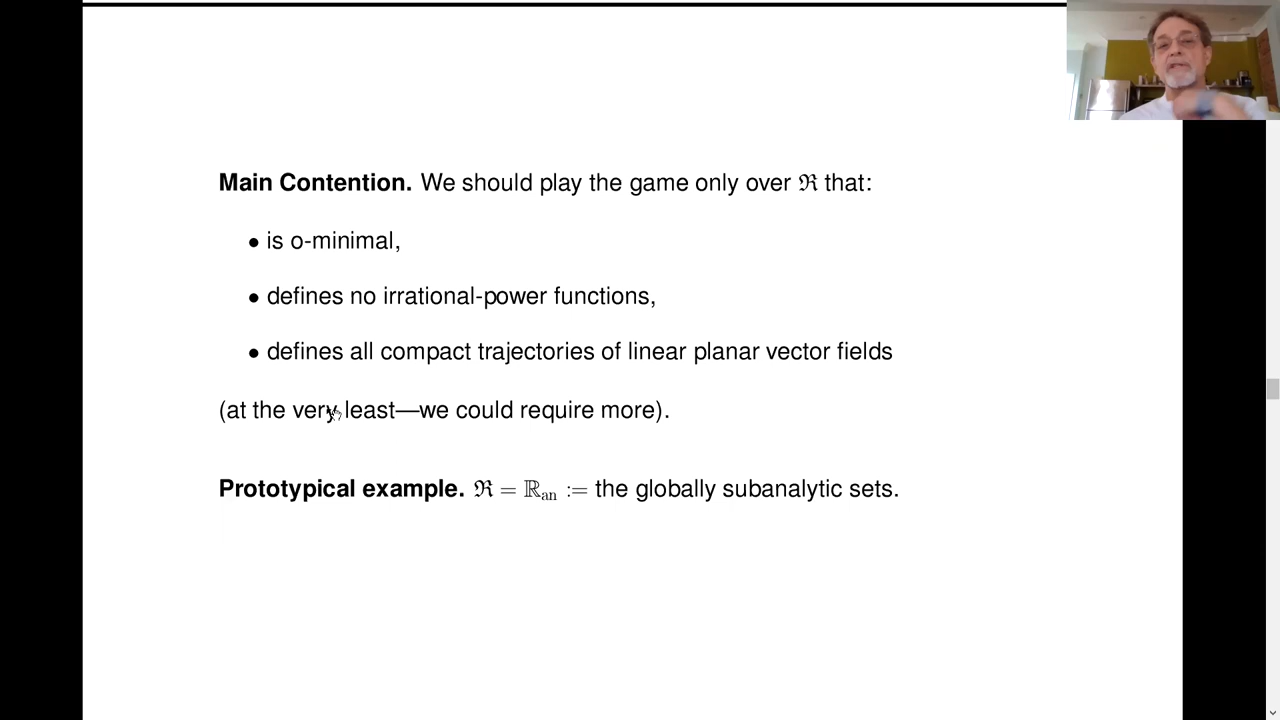 Main Contention. We should play the game only over ℜ that:
• is o-minimal,
• defines no irrational-power functions,
• defines all compact trajectories of linear planar vector fields
(at the very least—we could require more).
Prototypical example. ℜ = ℝan := the globally subanalytic sets.